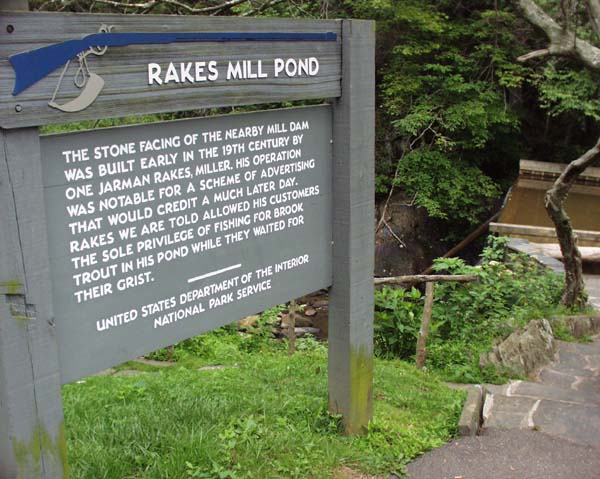 RAKES MILL POND
THE STONE FACING OF THE NEARBY MILL DAM
WAS BUILT EARLY IN THE 19TH CENTURY BY
ONE JARMAN RAKES, MILLER. HIS OPERATION
WAS NOTABLE FOR A SCHEME OF ADVERTISING
THAT WOULD CREDIT A MUCH LATER DAY.
RAKES WE ARE TOLD ALLOWED HIS CUSTOMERS
THE SOLE PRIVILEGE OF FISHING FOR BROOK
TROUT IN HIS POND WHILE THEY WAITED FOR
THEIR GRIST.
UNITED STATES DEPARTMENT OF THE INTERIOR
NATIONAL PARK SERVICE